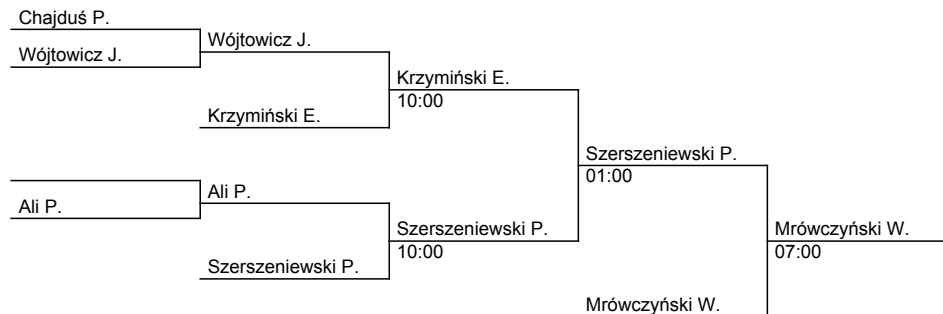 Chajduś P.
Wójtowicz J.
Wójtowicz J.
Krzymiński E.
10:00
Krzymiński E.
Szerszeniewski P.
01:00
Ali P.
Ali P.
Szerszeniewski P.
10:00
Mrówczyński W.
07:00
Szerszeniewski P.
Mrówczyński W.